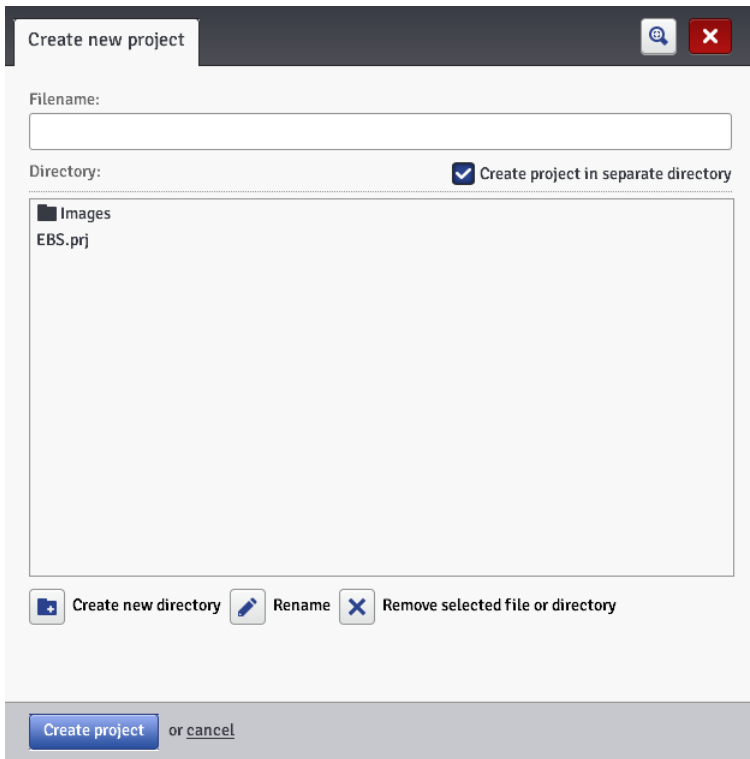 Create new project
Filename:
Directory:
Create project in separate directory
Images
EBS.prj
Create new directory
Rename
Remove selected file or directory
Create project
or cancel